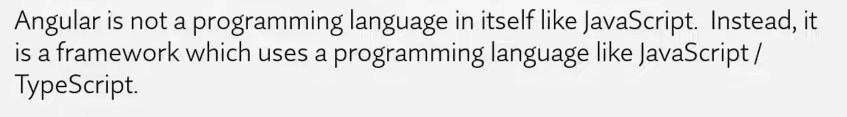 Angular is not a programming language in itself like JavaScript.  Instead, it
is a framework which uses a programming language like JavaScript /
TypeScript.